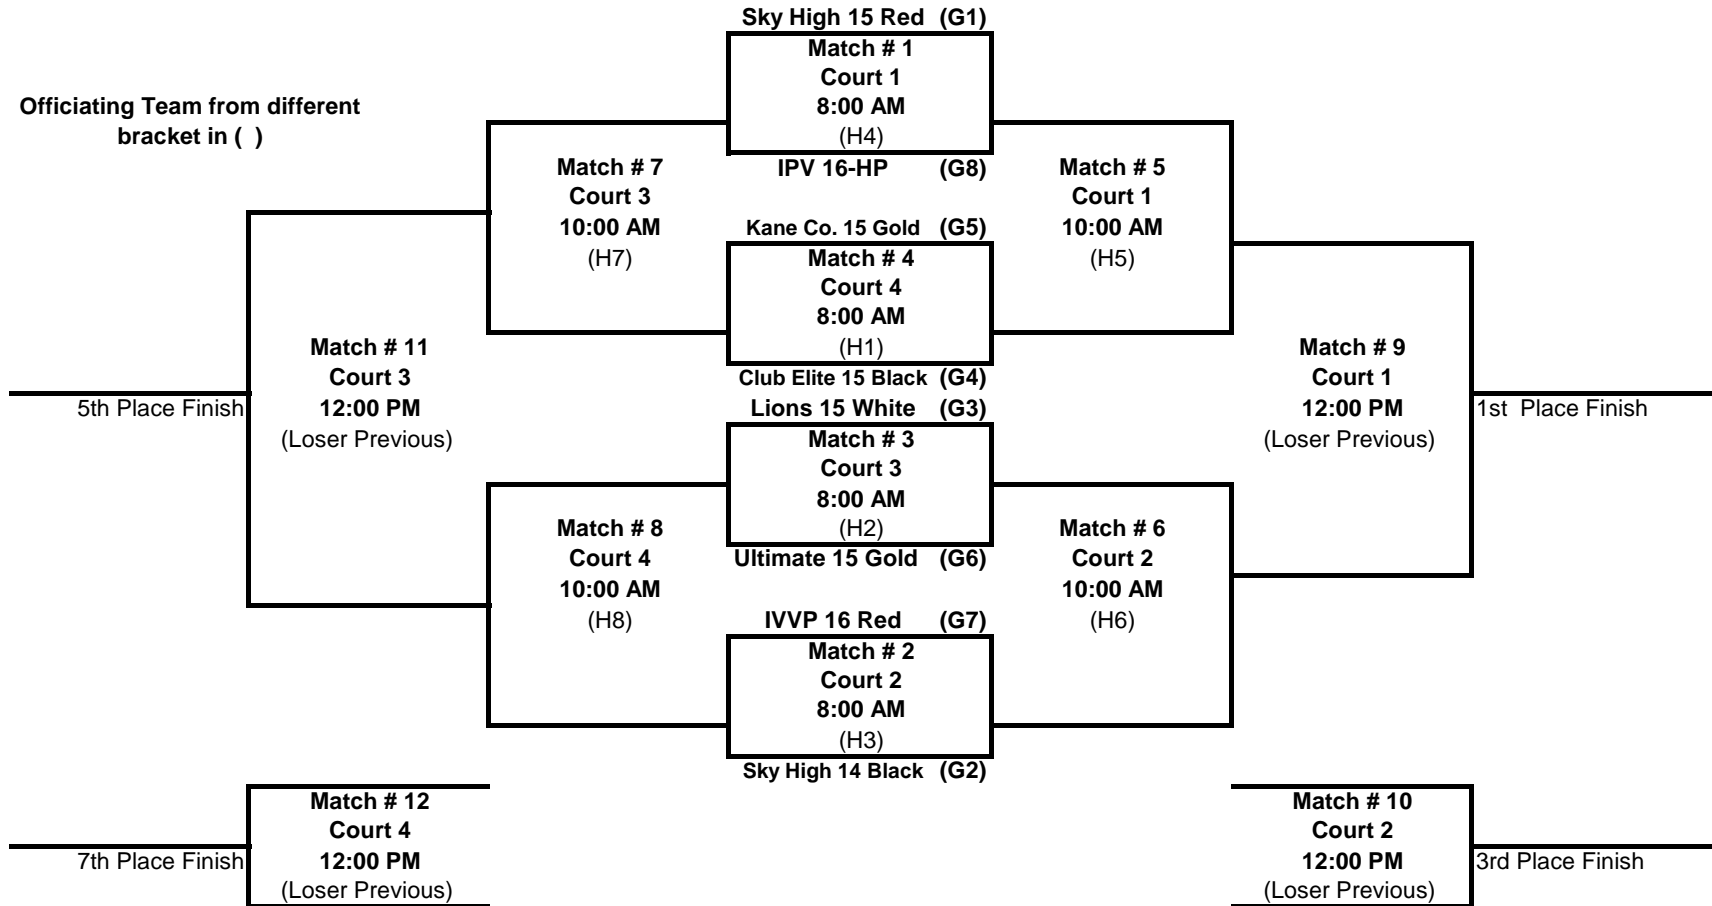 Sky High 15 Red (G1)
Match # 1
Court 1
8:00 AM
(H4)
IPV 16-HP (G8)
Officiating Team from different
bracket in ( )
Match # 7
Court 3
10:00 AM
(H7)
Kane Co. 15 Gold (G5)
Match # 4
Court 4
8:00 AM
(H1)
Club Elite 15 Black (G4)
Match # 5
Court 1
10:00 AM
(H5)
Match # 11
Court 3
12:00 PM
(Loser Previous)
5th Place Finish
Lions 15 White (G3)
Match # 3
Court 3
8:00 AM
(H2)
Ultimate 15 Gold (G6)
Match # 9
Court 1
12:00 PM
(Loser Previous)
1st Place Finish
Match # 8
Court 4
10:00 AM
(H8)
IVVP 16 Red (G7)
Match # 2
Court 2
8:00 AM
(H3)
Sky High 14 Black (G2)
Match # 6
Court 2
10:00 AM
(H6)
Match # 12
Court 4
12:00 PM
(Loser Previous)
7th Place Finish
Match # 10
Court 2
12:00 PM
(Loser Previous)
3rd Place Finish